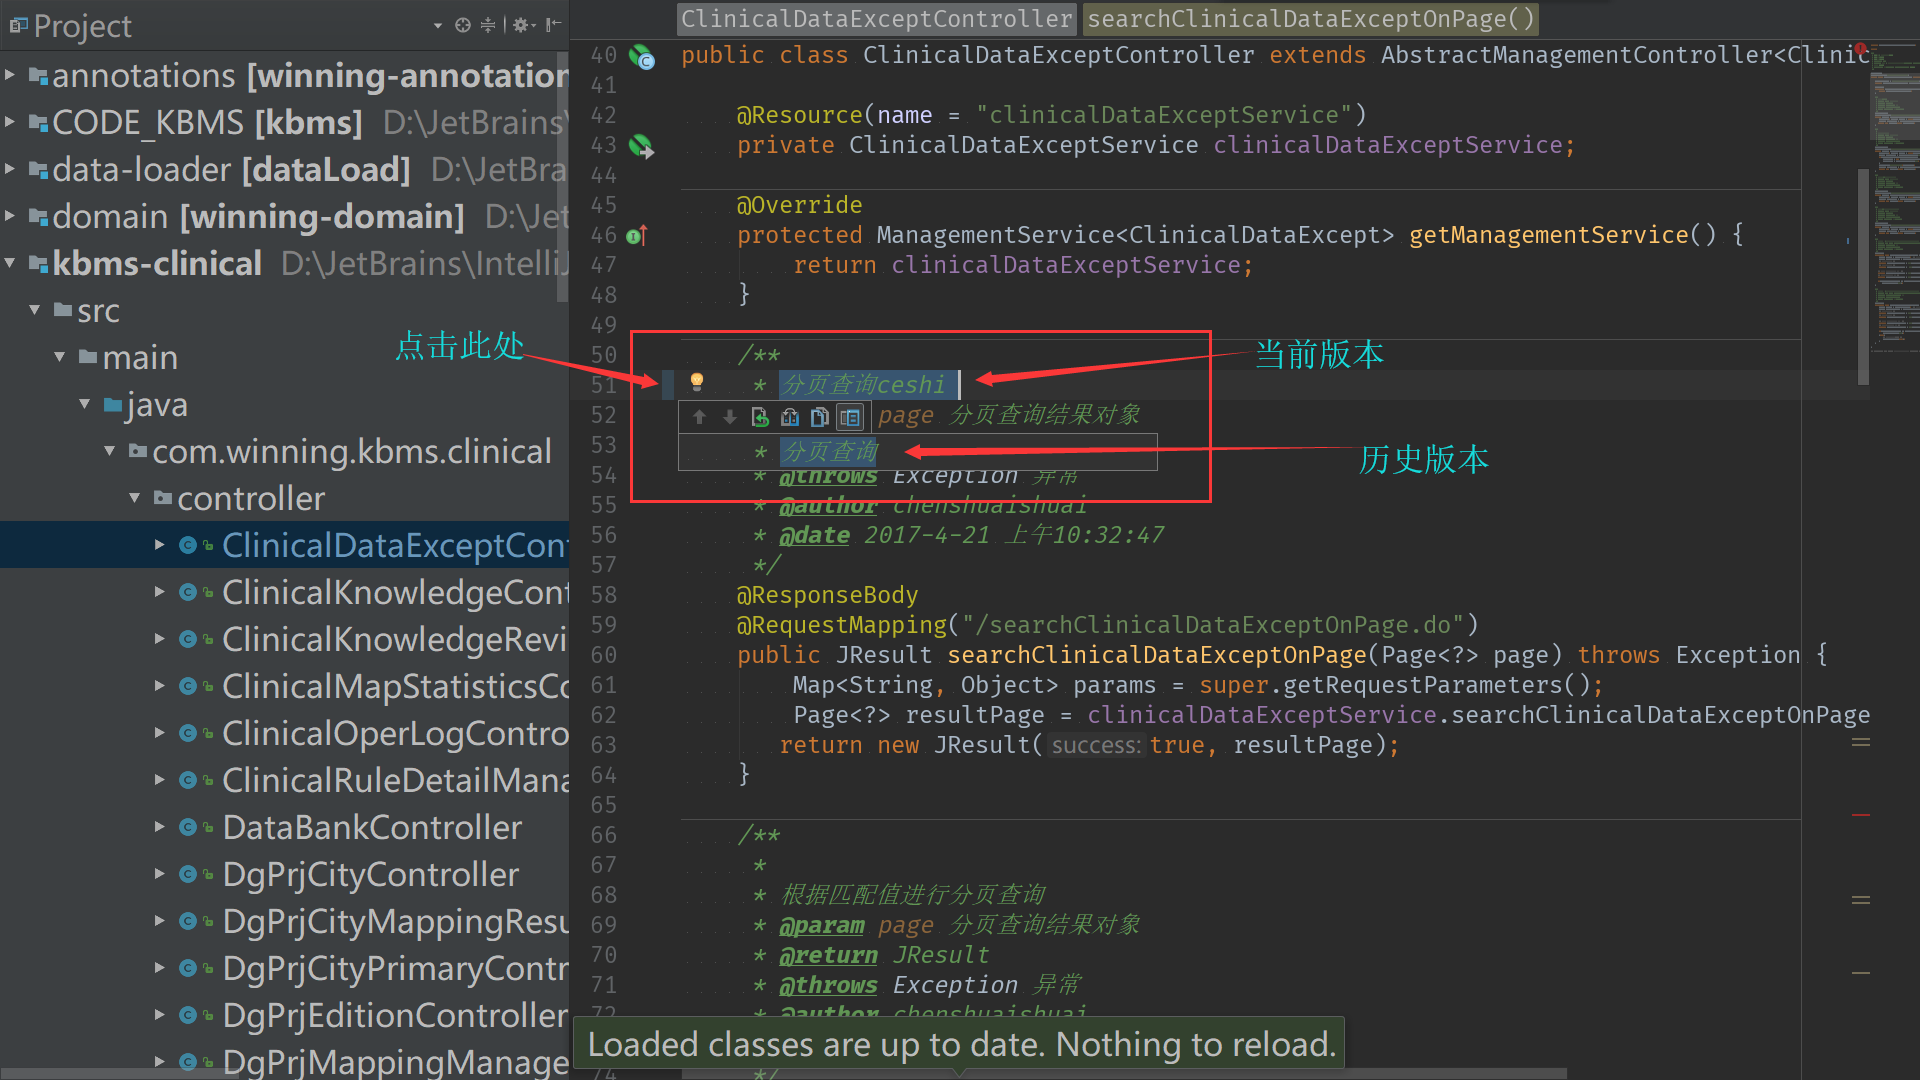 Project
annotations [winning-annotation
CODE_KBMS [kbms] D:\JetBrains\
data-loader [dataLoad] D:\JetBra
domain [winning-domain] D:\Jet
kbms-clinical D:\JetBrains\IntelliJ
src
main
java
com.winning.kbms.clinical
controller
ClinicalDataExceptCont
ClinicalKnowledgeCont
ClinicalKnowledgeRevi
ClinicalMapStatisticsCo
ClinicalOperLogContro
ClinicalRuleDetailMana
DataBankController
DgPrjCityController
DgPrjCityMappingResu
DgPrjCityPrimaryContr
DgPrjEditionController
DgPrjMappingManage
ClinicalDataExceptController searchClinicalDataExceptOnPage()
40 public class ClinicalDataExceptController extends AbstractManagementController<Clinic
41
42 @Resource(name = "clinicalDataExceptService")
43 private ClinicalDataExceptService clinicalDataExceptService;
44
45 @Override
46 protected ManagementService<ClinicalDataExcept> getManagementService() {
47 return clinicalDataExceptService;
48 }
49
点击此处
当前版本
50 /**
51 * 分页查询ceshi
52 page 分页查询结果对象
53 * 分页查询
历史版本
54 * @throws Exception 异常
55 * @author chenshuaishuai
56 * @date 2017-4-21 上午10:32:47
57 */
58 @ResponseBody
59 @RequestMapping("/searchClinicalDataExceptOnPage.do")
60 public JResult searchClinicalDataExceptOnPage(Page<?> page) throws Exception {
61 Map<String, Object> params = super.getRequestParameters();
62 Page<?> resultPage = clinicalDataExceptService.searchClinicalDataExceptOnPage
63 return new JResult( success: true, resultPage);
64 }
65
66 /**
67 *
68 * 根据匹配值进行分页查询
69 * @param page 分页查询结果对象
70 * @return JResult
71 * @throws Exception 异常
72 * @author chenshuaishuai
Loaded classes are up to date. Nothing to reload.
74 */